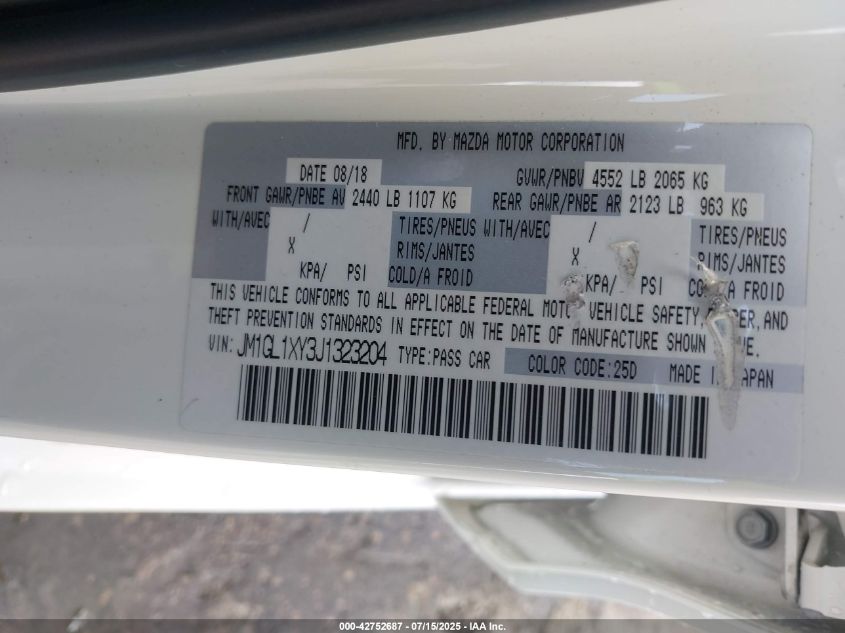 MFD. BY MAZDA MOTOR CORPORATION
DATE 08/18 GVWR/PNBV 4552 LB 2065 KG
FRONT GAWR/PNBE AV 2440 LB 1107 KG REAR GAWR/PNBE AR 2123 LB 963 KG
WITH/AVEC / TIRES/PNEUS WITH/AVEC / TIRES/PNEUS
X RIMS/JANTES X RIMS/JANTES
KPA/ PSI COLD/A FROID KPA/ PSI A FROID
THIS VEHICLE CONFORMS TO ALL APPLICABLE FEDERAL VEHICLE SAFETY, AND
THEFT PREVENTION STANDARDS IN EFFECT ON THE DATE OF MANUFACTURE SHOWN
VIN: JM1GL1XY3J1323204 TYPE:PASS CAR COLOR CODE:25D MADE
000-42752687 - 07/15/2025 - IAA Inc.